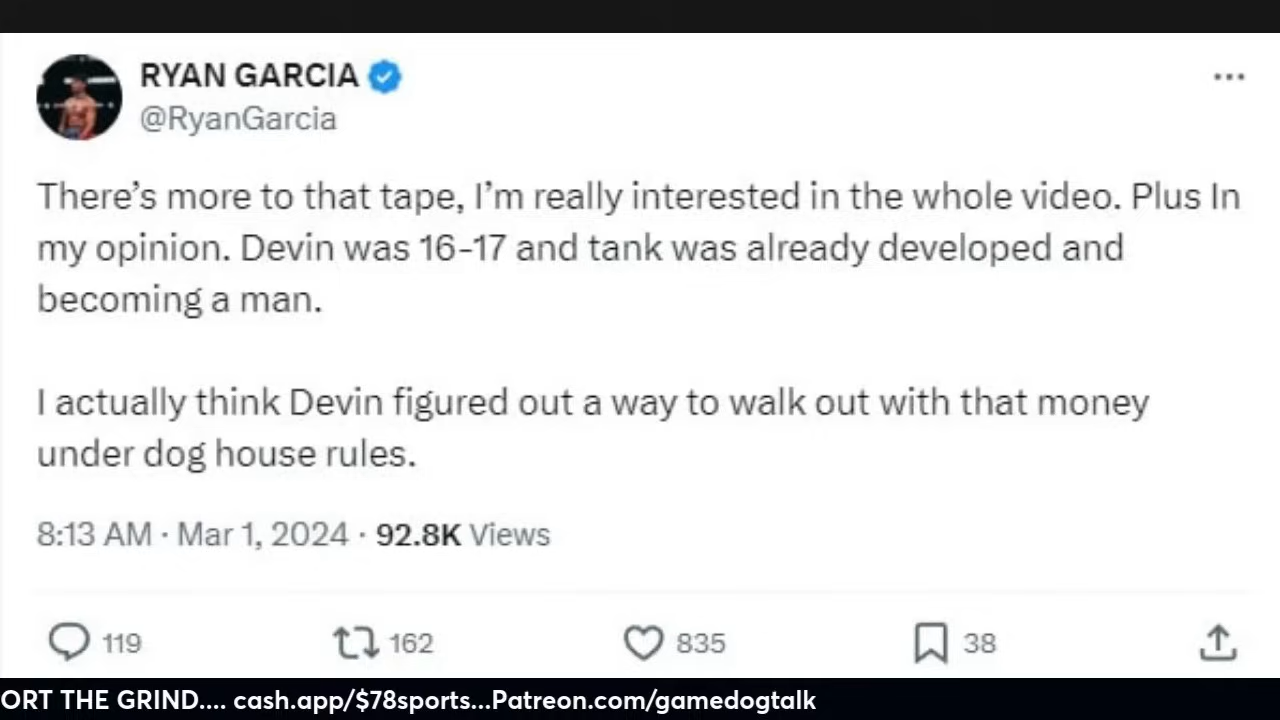 RYAN GARCIA
@RyanGarcia
There’s more to that tape, I’m really interested in the whole video. Plus In
my opinion. Devin was 16-17 and tank was already developed and
becoming a man.
I actually think Devin figured out a way to walk out with that money
under dog house rules.
8:13 AM · Mar 1, 2024 · 92.8K Views
119 162 835 38
ORT THE GRIND.... cash.app/$78sports...Patreon.com/gamedogtalk